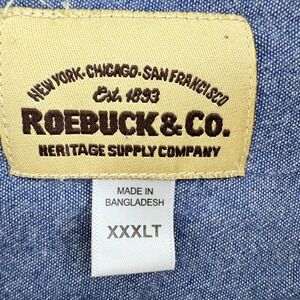 NEW YORK · CHICAGO · SAN FRANCISCO
Est. 1893
ROEBUCK & CO.
HERITAGE SUPPLY COMPANY
MADE IN
BANGLADESH
XXXLT